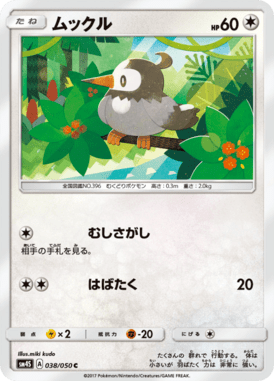 たね ムックル HP60
全国図鑑NO.396 むくどりポケモン 高さ:0.3m 重さ:2.0kg
むしさがし
相手の手札を見る。
はばたく 20
弱点 ×2 抵抗力 -20 にげる
Illus.miki kudo
SM4S A 038/050 C
たくさんの 群れで 行動する。
小さいが 羽ばたく 力は 非常に 強い。
©2017 Pokémon/Nintendo/Creatures/GAME FREAK.